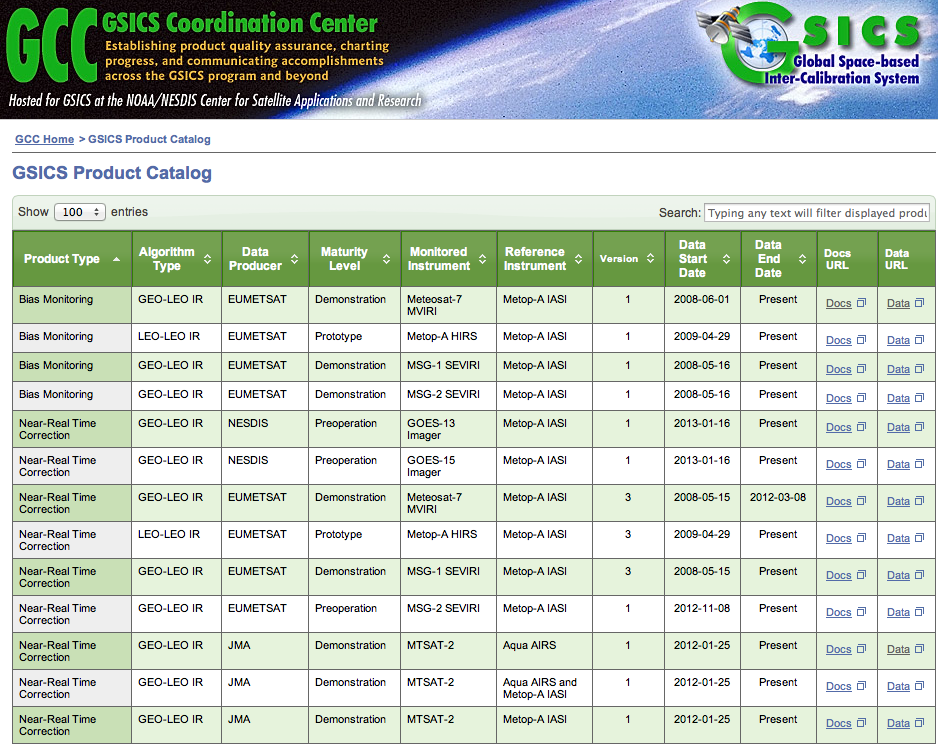 GCC GSICS Coordination Center
Establishing product quality assurance, charting
progress, and communicating accomplishments
across the GSICS program and beyond
Hosted for GSICS at the NOAA/NESDIS Center for Satellite Applications and Research
GSICS
Global Space-based
Inter-Calibration System
GCC Home > GSICS Product Catalog
GSICS Product Catalog
Show 100 entries
Search: Typing any text will filter displayed produ
Product Type Algorithm Type Data Producer Maturity Level Monitored Instrument Reference Instrument Version Data Start Date Data End Date Docs URL Data URL
Bias Monitoring GEO-LEO IR EUMETSAT Demonstration Meteosat-7 MVIRI Metop-A IASI 1 2008-06-01 Present Docs Data
Bias Monitoring LEO-LEO IR EUMETSAT Prototype Metop-A HIRS Metop-A IASI 1 2009-04-29 Present Docs Data
Bias Monitoring GEO-LEO IR EUMETSAT Demonstration MSG-1 SEVIRI Metop-A IASI 1 2008-05-16 Present Docs Data
Bias Monitoring GEO-LEO IR EUMETSAT Demonstration MSG-2 SEVIRI Metop-A IASI 1 2008-05-16 Present Docs Data
Near-Real Time Correction GEO-LEO IR NESDIS Preoperation GOES-13 Imager Metop-A IASI 1 2013-01-16 Present Docs Data
Near-Real Time Correction GEO-LEO IR NESDIS Preoperation GOES-15 Imager Metop-A IASI 1 2013-01-16 Present Docs Data
Near-Real Time Correction GEO-LEO IR EUMETSAT Demonstration Meteosat-7 MVIRI Metop-A IASI 3 2008-05-15 2012-03-08 Docs Data
Near-Real Time Correction LEO-LEO IR EUMETSAT Prototype Metop-A HIRS Metop-A IASI 3 2009-04-29 Present Docs Data
Near-Real Time Correction GEO-LEO IR EUMETSAT Demonstration MSG-1 SEVIRI Metop-A IASI 3 2008-05-15 Present Docs Data
Near-Real Time Correction GEO-LEO IR EUMETSAT Preoperation MSG-2 SEVIRI Metop-A IASI 1 2012-11-08 Present Docs Data
Near-Real Time Correction GEO-LEO IR JMA Demonstration MTSAT-2 Aqua AIRS 1 2012-01-25 Present Docs Data
Near-Real Time Correction GEO-LEO IR JMA Demonstration MTSAT-2 Aqua AIRS and Metop-A IASI 1 2012-01-25 Present Docs Data
Near-Real Time Correction GEO-LEO IR JMA Demonstration MTSAT-2 Metop-A IASI 1 2012-01-25 Present Docs Data